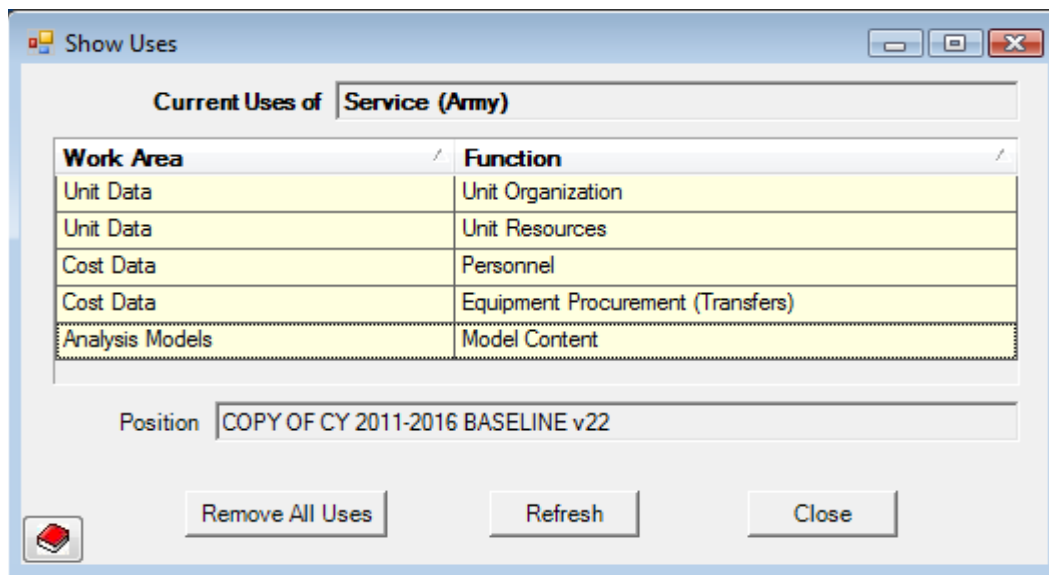 Show Uses
Current Uses of Service (Army)
Work Area Function
Unit Data Unit Organization
Unit Data Unit Resources
Cost Data Personnel
Cost Data Equipment Procurement (Transfers)
Analysis Models Model Content
Position COPY OF CY 2011-2016 BASELINE v22
Remove All Uses Refresh Close